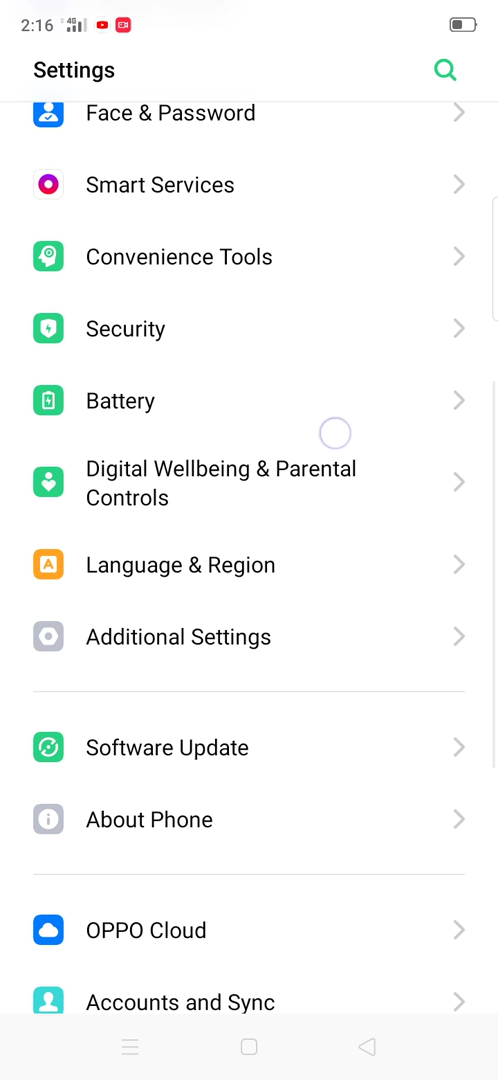 2:16 4G
Settings
Face & Password
Smart Services
Convenience Tools
Security
Battery
Digital Wellbeing & Parental
Controls
Language & Region
Additional Settings
Software Update
About Phone
OPPO Cloud
Accounts and Sync